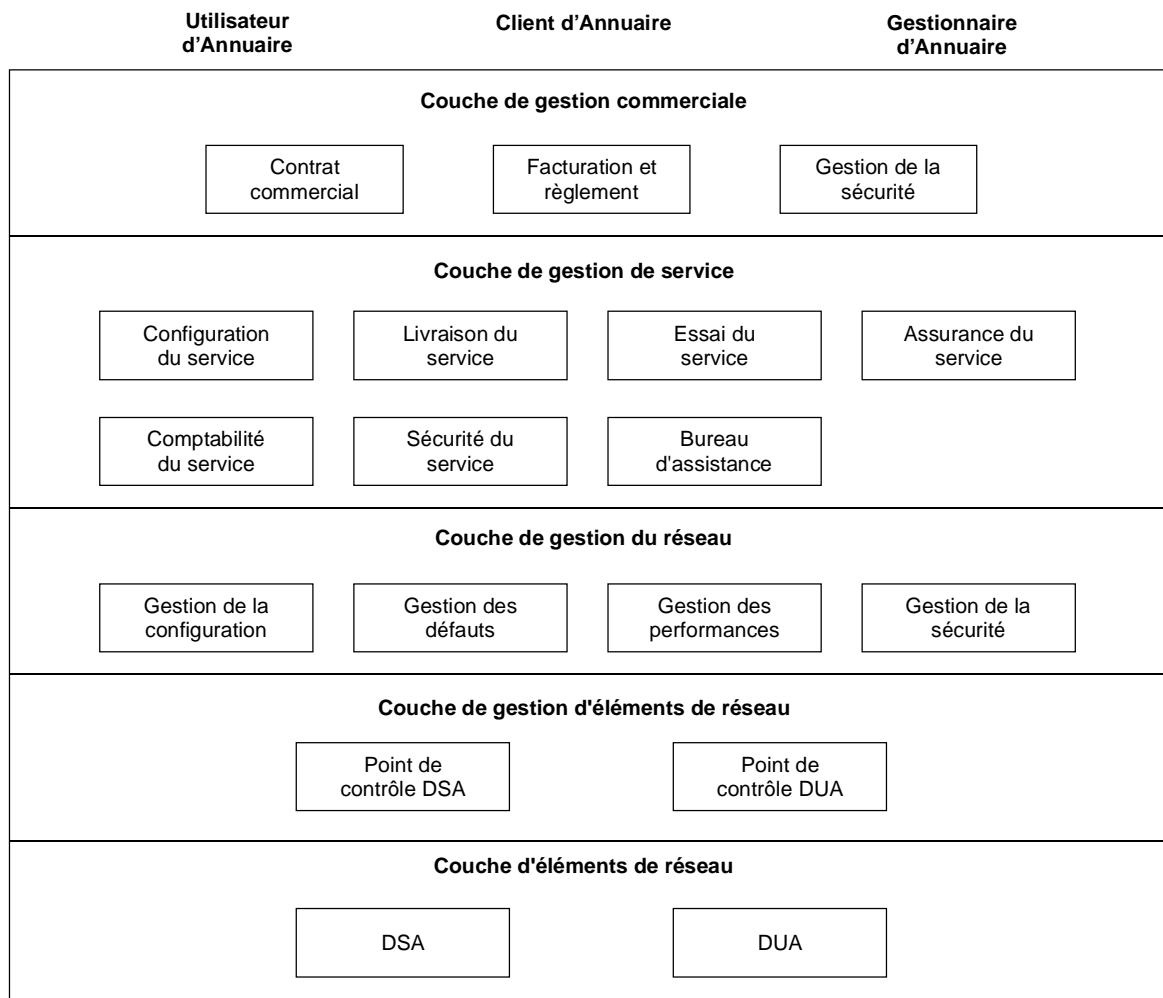 Utilisateur
d’Annuaire
Client d’Annuaire
Gestionnaire
d’Annuaire
Couche de gestion commerciale
Contrat
commercial
Facturation et
règlement
Gestion de la
sécurité
Couche de gestion de service
Configuration
du service
Livraison du
service
Essai du
service
Assurance du
service
Comptabilité
du service
Sécurité du
service
Bureau
d'assistance
Couche de gestion du réseau
Gestion de la
configuration
Gestion des
défauts
Gestion des
performances
Gestion de la
sécurité
Couche de gestion d'éléments de réseau
Point de
contrôle DSA
Point de
contrôle DUA
Couche d'éléments de réseau
DSA
DUA